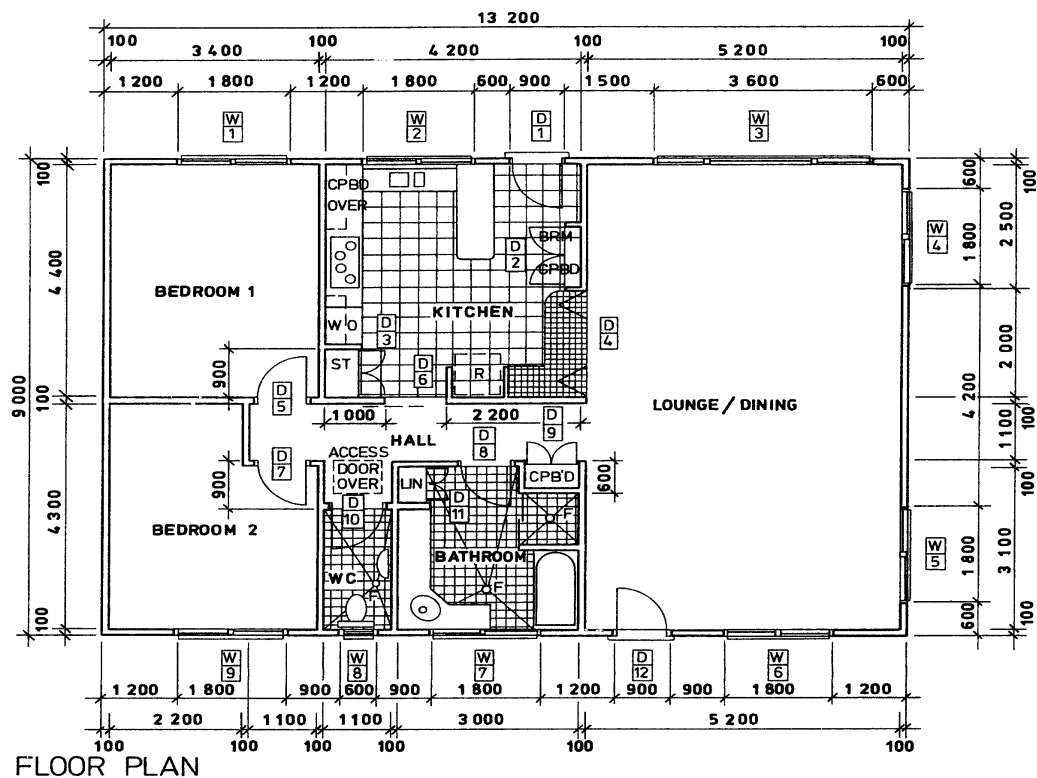 13 200
100 3 400 100 4 200 100 5 200 100
1 200 1 800 1 200 1 800 600 900 1 500 3 600 600
W 1
W 2
D 1
W 3
9 000
100
4 400
100
4 300
100
CPBD
OVER
BRM
CPBD
D 2
BEDROOM 1
KITCHEN
W O
D 3
D 4
ST
D 6
R
900
D 5
1 000
2 200
LOUNGE / DINING
HALL
D 8
D 9
D 7
ACCESS
DOOR
OVER
LIN
CPB'D
600
900
D 10
D 11
F
BEDROOM 2
BATHROOM
WC
F
F
W 4
W 5
600
1 800
4 200
1 800
600
100
2 500
2 000
100
1 100
100
3 100
100
W 9
W 8
W 7
D 12
W 6
1 200 1 800 900 600 900 1 800 1 200 900 900 1 800 1 200
2 200 1 100 1 100 3 000 5 200
100 100 100 100 100 100
FLOOR PLAN